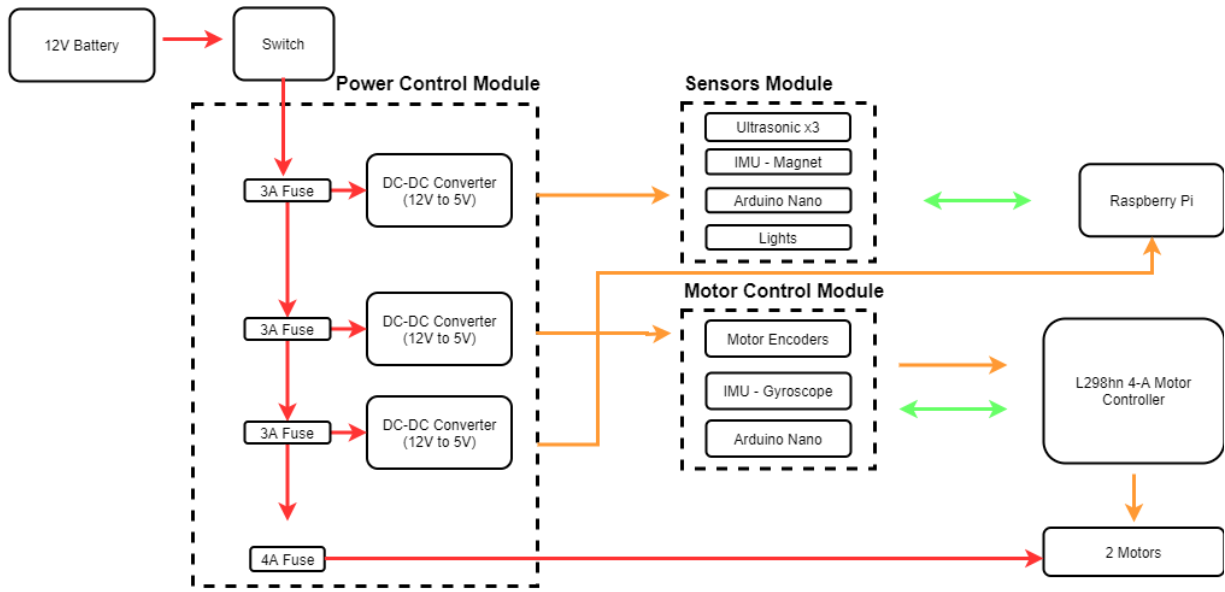 12V Battery
Switch
Power Control Module
3A Fuse
DC-DC Converter
(12V to 5V)
3A Fuse
DC-DC Converter
(12V to 5V)
3A Fuse
DC-DC Converter
(12V to 5V)
4A Fuse
Sensors Module
Ultrasonic x3
IMU - Magnet
Arduino Nano
Lights
Motor Control Module
Motor Encoders
IMU - Gyroscope
Arduino Nano
Raspberry Pi
L298hn 4-A Motor
Controller
2 Motors